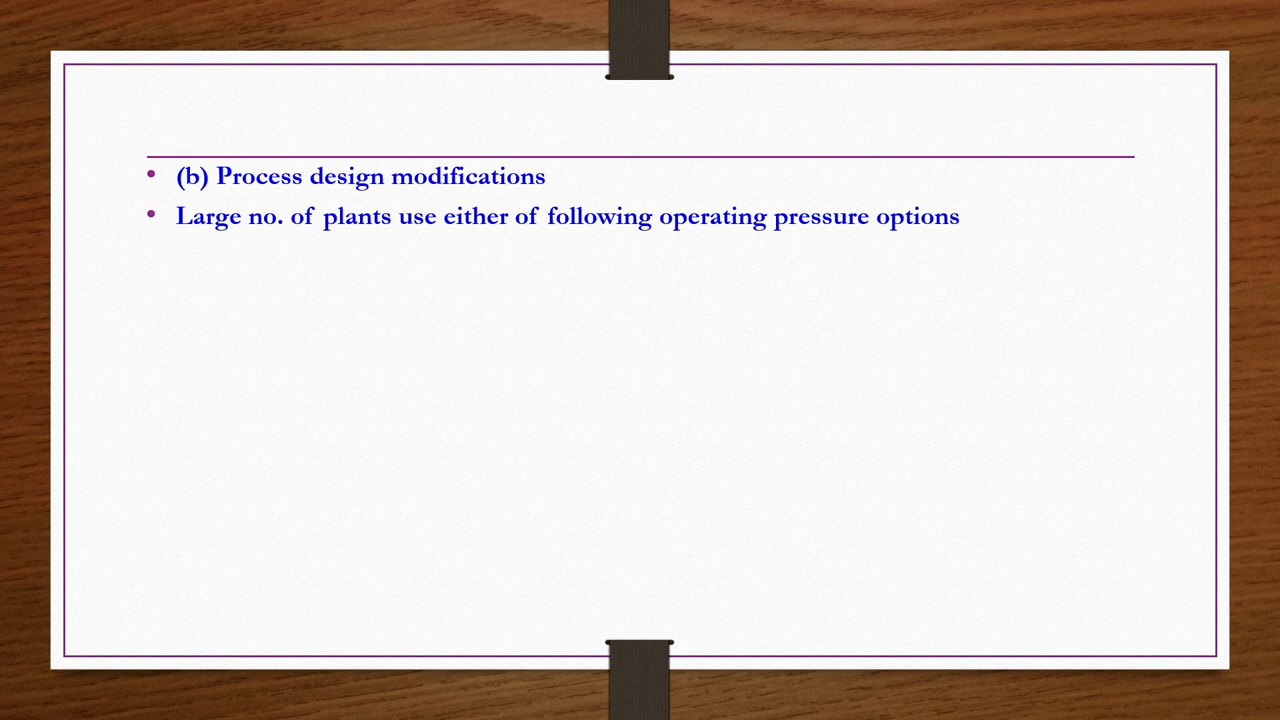 • (b) Process design modifications
• Large no. of plants use either of following operating pressure options